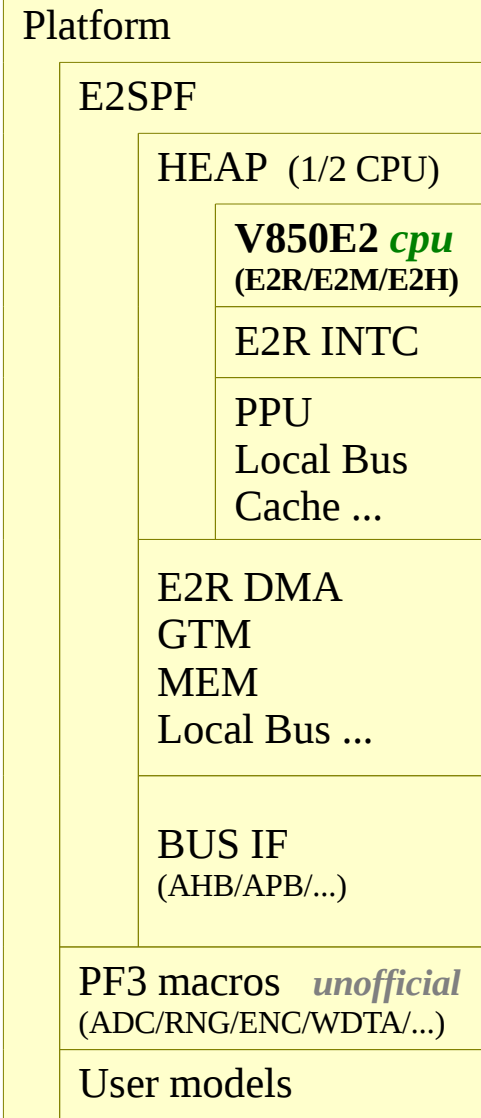 Platform
E2SPF
HEAP (1/2 CPU)
V850E2 cpu
(E2R/E2M/E2H)
E2R INTC
PPU
Local Bus
Cache ...
E2R DMA
GTM
MEM
Local Bus ...
BUS IF
(AHB/APB/...)
PF3 macros unofficial
(ADC/RNG/ENC/WDTA/...)
User models